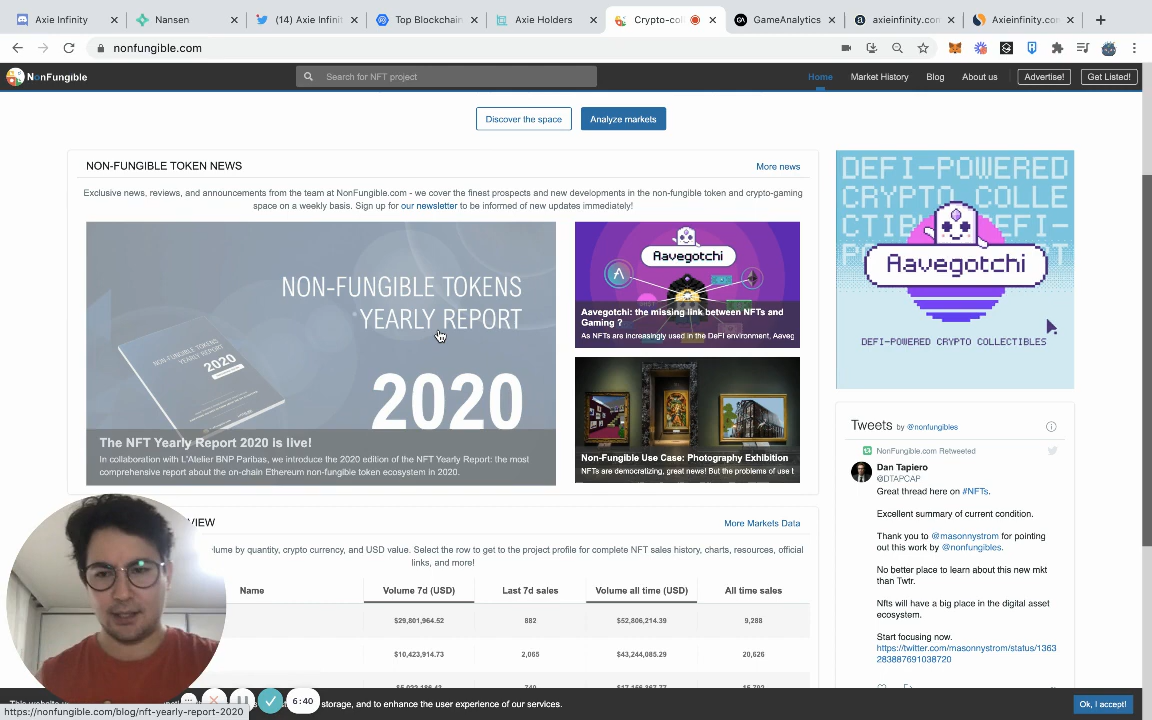 Axie Infinity
Nansen
(14) Axie Infinit
Top Blockchain
Axie Holders
Crypto-col
GameAnalytics
axieinfinity.con
Axieinfinity.con
nonfungible.com
NonFungible
Search for NFT project
Home
Market History
Blog
About us
Advertise!
Get Listed!
Discover the space
Analyze markets
NON-FUNGIBLE TOKEN NEWS
More news
Exclusive news, reviews, and announcements from the team at NonFungible.com - we cover the finest prospects and new developments in the non-fungible token and crypto-gaming
space on a weekly basis. Sign up for our newsletter to be informed of new updates immediately!
NON-FUNGIBLE TOKENS
YEARLY REPORT
2020
NON-FUNGIBLE TOKENS
YEARLY REPORT
2020
The NFT Yearly Report 2020 is live!
In collaboration with L'Atelier BNP Paribas, we introduce the 2020 edition of the NFT Yearly Report: the most
comprehensive report about the on-chain Ethereum non-fungible token ecosystem in 2020.
Aavegotchi
Aavegotchi: the missing link between NFTs and
Gaming ?
As NFTs are increasingly used in the DeFi environment, Aaveg
Non-Fungible Use Case: Photography Exhibition
NFTs are democratizing, great news! But the problems of use t
DEFI-POWERED
CRYPTO COLLE
CTIB EFI-
Aavegotchi
DEFI-POWERED CRYPTO COLLECTIBLES
Tweets by @nonfungibles
NonFungible.com Retweeted
Dan Tapiero
@DTAPCAP
Great thread here on #NFTs.
Excellent summary of current condition.
Thank you to @masonnystrom for pointing
out this work by @nonfungibles.
No better place to learn about this new mkt
than Twtr.
Nfts will have a big place in the digital asset
ecosystem.
Start focusing now.
https://twitter.com/masonnystrom/status/1363
283887691038720
VIEW
More Markets Data
lume by quantity, crypto currency, and USD value. Select the row to get to the project profile for complete NFT sales history, charts, resources, official
links, and more!
Name
Volume 7d (USD)
Last 7d sales
Volume all time (USD)
All time sales
$29,801,964.52
882
$52,806,214.39
9,288
$10,423,914.73
2,065
$43,244,085.29
20,626
6:40
storage, and to enhance the user experience of our services.
Ok, I accept!
https://nonfungible.com/blog/nft-yearly-report-2020